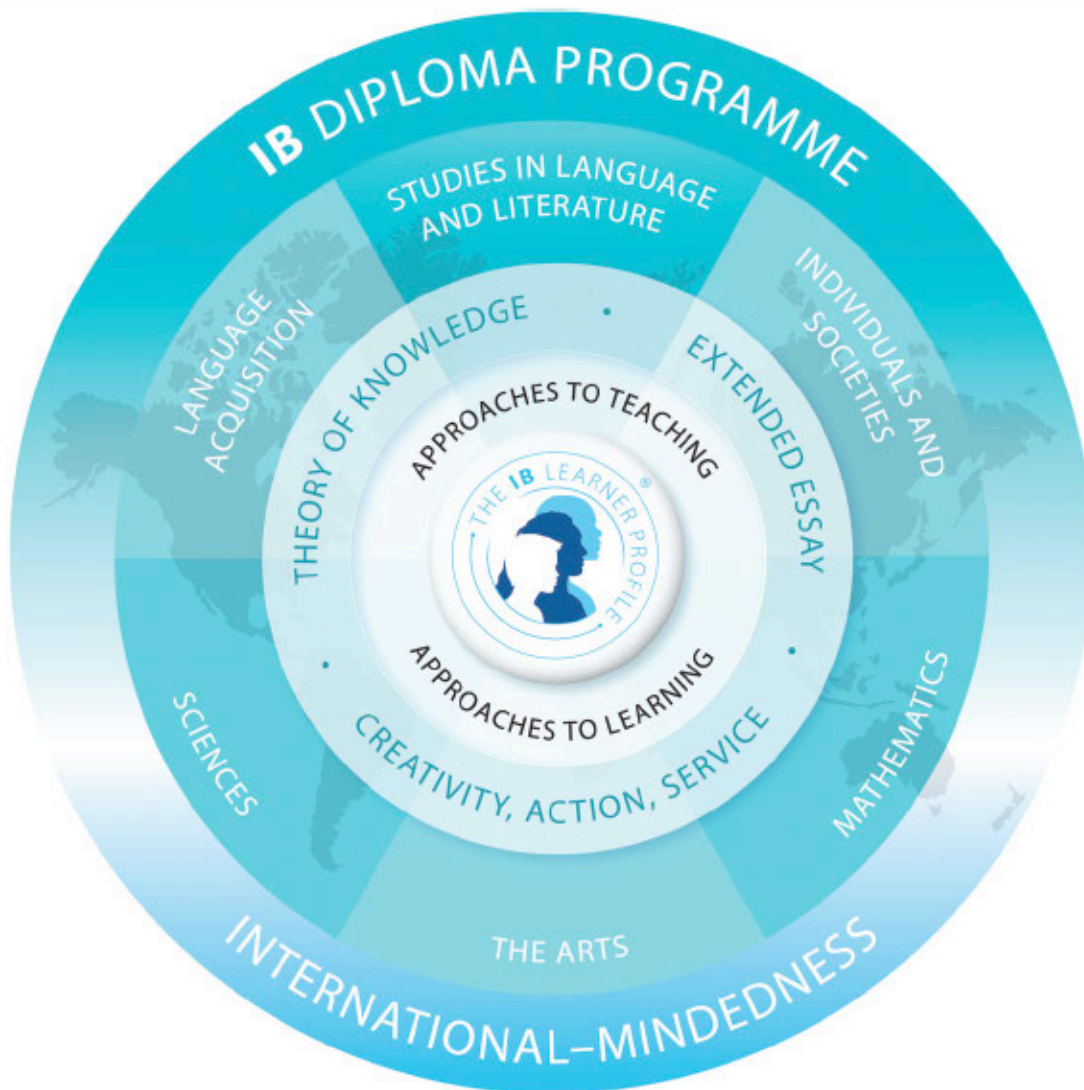 IB DIPLOMA PROGRAMME
STUDIES IN LANGUAGE
AND LITERATURE
LANGUAGE
ACQUISITION
INDIVIDUALS AND
SOCIETIES
THEORY OF KNOWLEDGE
EXTENDED ESSAY
APPROACHES TO TEACHING
THE IB LEARNER PROFILE®
APPROACHES TO LEARNING
CREATIVITY, ACTION, SERVICE
SCIENCES
MATHEMATICS
THE ARTS
INTERNATIONAL–MINDEDNESS